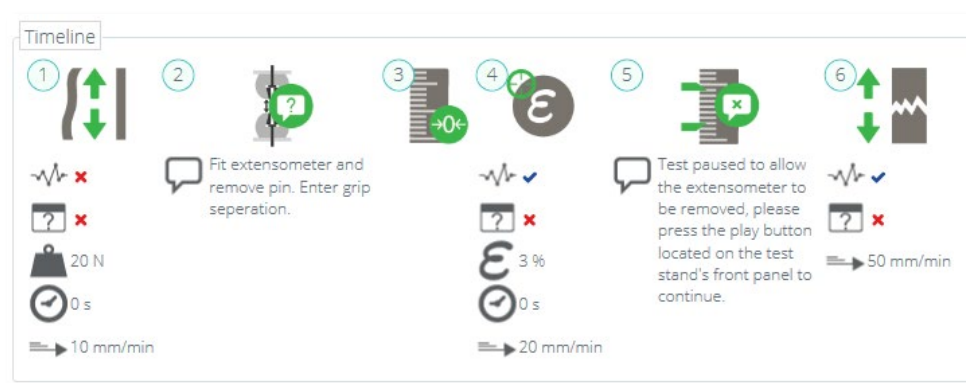 Timeline
1
2
3
4
5
6
?
→0←
ε
×
? 
20 N
0 s
10 mm/min
Fit extensometer and
remove pin. Enter grip
seperation.
?
ε 3 %
0 s
20 mm/min
Test paused to allow
the extensometer to
be removed, please
press the play button
located on the test
stand's front panel to
continue.
?
50 mm/min